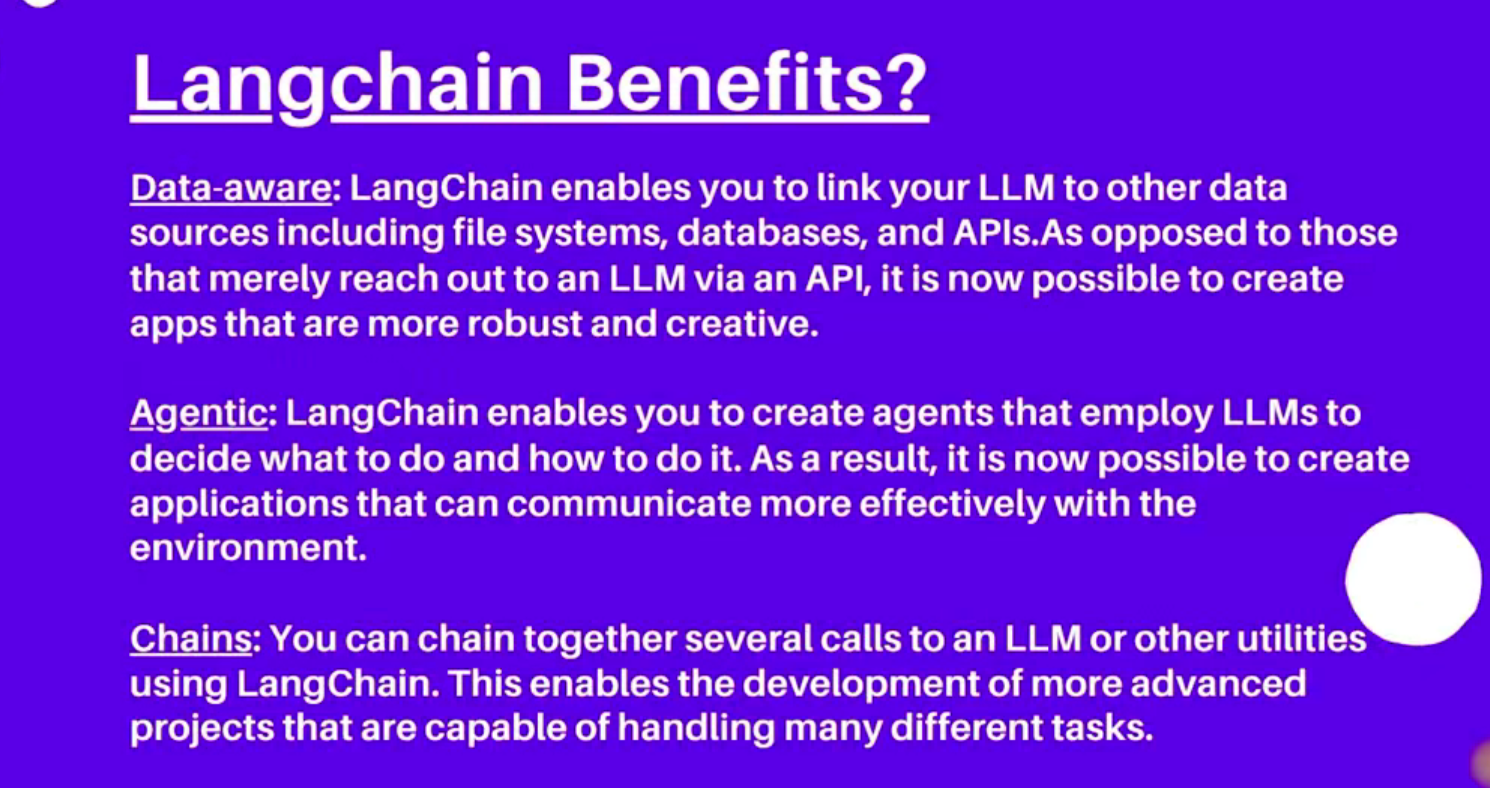 Langchain Benefits?
Data-aware: LangChain enables you to link your LLM to other data
sources including file systems, databases, and APIs.As opposed to those
that merely reach out to an LLM via an API, it is now possible to create
apps that are more robust and creative.
Agentic: LangChain enables you to create agents that employ LLMs to
decide what to do and how to do it. As a result, it is now possible to create
applications that can communicate more effectively with the
environment.
Chains: You can chain together several calls to an LLM or other utilities
using LangChain. This enables the development of more advanced
projects that are capable of handling many different tasks.